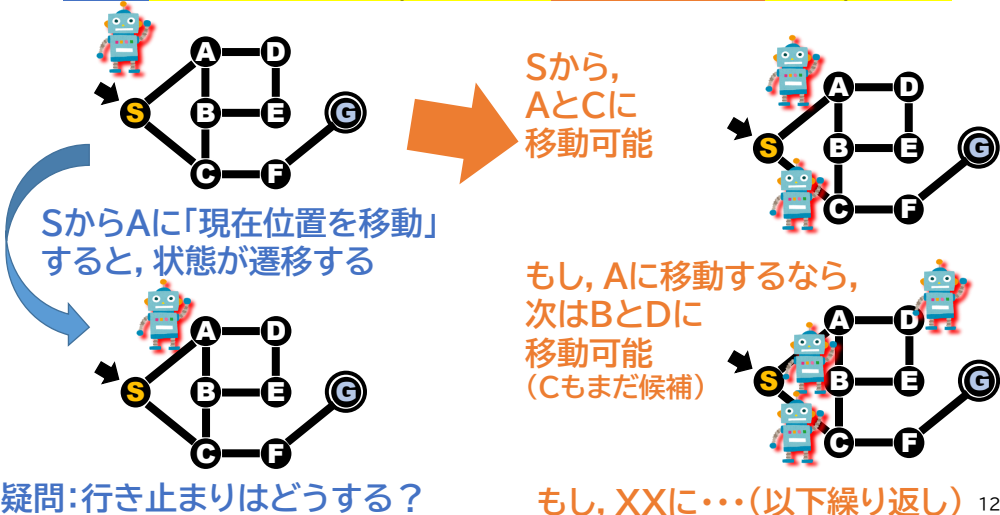 A D
S B E G
C F
SからAに「現在位置を移動」
すると, 状態が遷移する
A D
S B E G
C F
疑問：行き止まりはどうする？
Sから,
AとCに
移動可能
A D
S B E G
C F
もし, Aに移動するなら,
次はBとDに
移動可能
（Cもまだ候補）
A D
S B E G
C F
もし, XXに・・・（以下繰り返し）
12